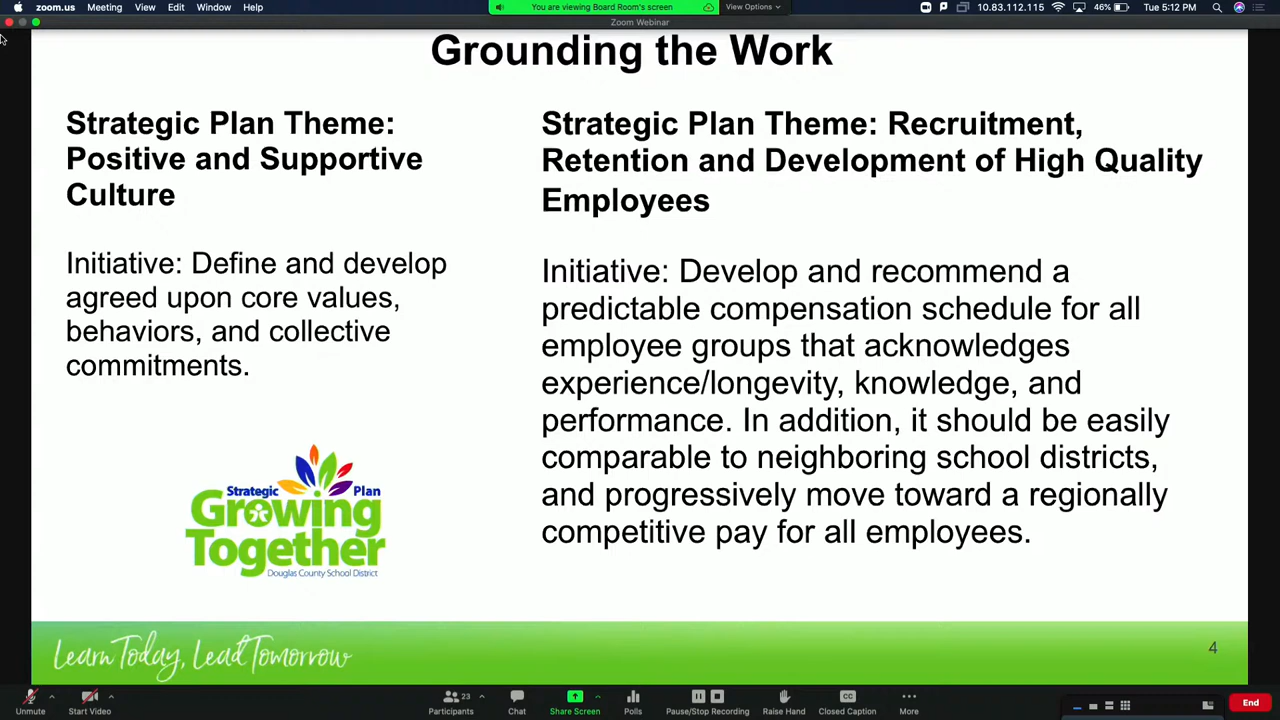 zoom.us Meeting View Edit Window Help
You are viewing Board Room's screen
View Options
10.83.112.115
46%
Tue 5:12 PM
Zoom Webinar
Grounding the Work
Strategic Plan Theme:
Positive and Supportive
Culture
Initiative: Define and develop
agreed upon core values,
behaviors, and collective
commitments.
Strategic Plan
Growing
Together
Douglas County School District
Strategic Plan Theme: Recruitment,
Retention and Development of High Quality
Employees
Initiative: Develop and recommend a
predictable compensation schedule for all
employee groups that acknowledges
experience/longevity, knowledge, and
performance. In addition, it should be easily
comparable to neighboring school districts,
and progressively move toward a regionally
competitive pay for all employees.
Learn Today, Lead Tomorrow
4
Unmute
Start Video
23
Participants
Chat
Share Screen
Polls
Pause/Stop Recording
Raise Hand
CC
Closed Caption
More
End